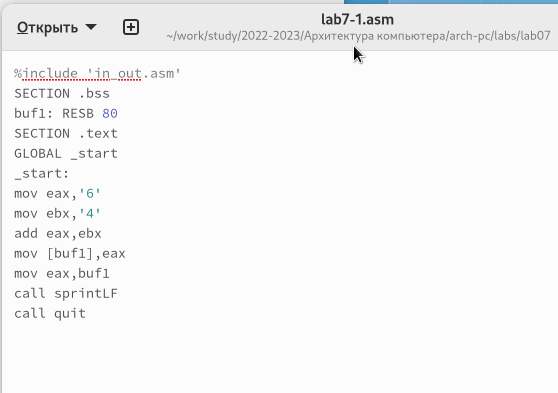 Открыть
lab7-1.asm
~/work/study/2022-2023/Архитектура компьютера/arch-pc/labs/lab07
%include 'in_out.asm'
SECTION .bss
buf1: RESB 80
SECTION .text
GLOBAL _start
_start:
mov eax,'6'
mov ebx,'4'
add eax,ebx
mov [buf1],eax
mov eax,buf1
call sprintLF
call quit